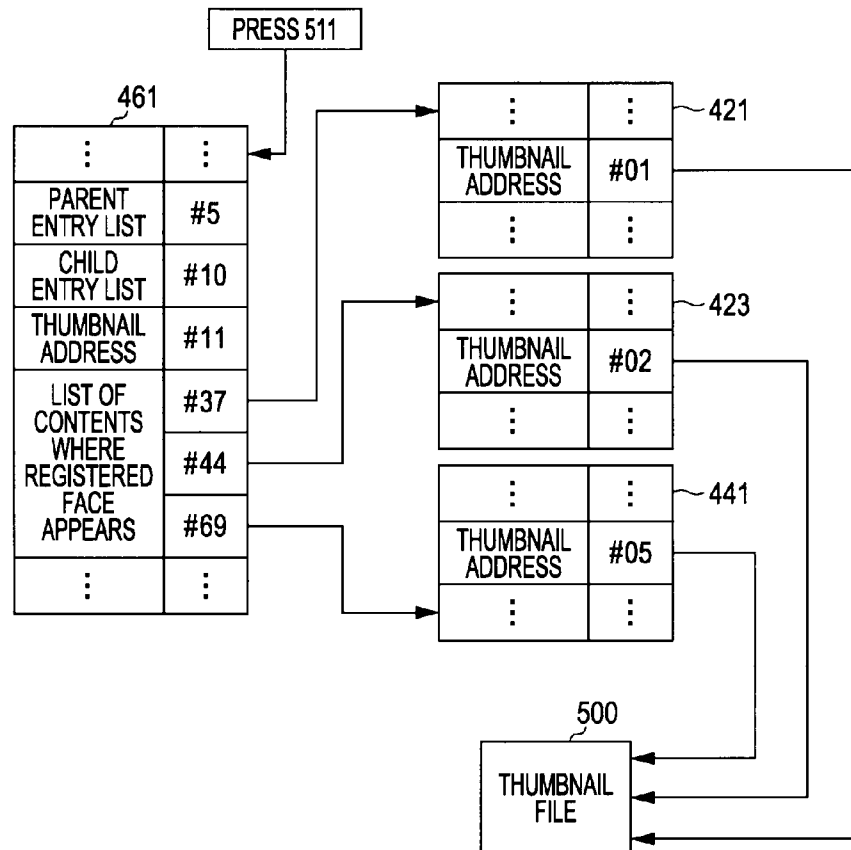 PRESS 511
461
⋮ ⋮
PARENT
ENTRY LIST
#5
CHILD
ENTRY LIST
#10
THUMBNAIL
ADDRESS
#11
LIST OF
CONTENTS
WHERE
REGISTERED
FACE
APPEARS
#37
#44
#69
⋮ ⋮
421
⋮ ⋮
THUMBNAIL
ADDRESS
#01
⋮ ⋮
423
⋮ ⋮
THUMBNAIL
ADDRESS
#02
⋮ ⋮
441
⋮ ⋮
THUMBNAIL
ADDRESS
#05
⋮ ⋮
500
THUMBNAIL
FILE